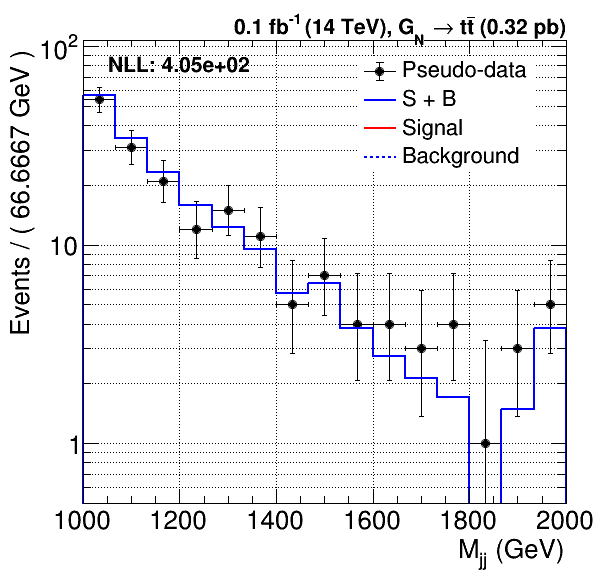 0.1 fb⁻¹ (14 TeV), G_N → tt̄ (0.32 pb)
NLL: 4.05e+02
Pseudo-data
S + B
Signal
Background
Events / ( 66.6667 GeV )
10²
10
1
1000 1200 1400 1600 1800 2000
M_jj (GeV)